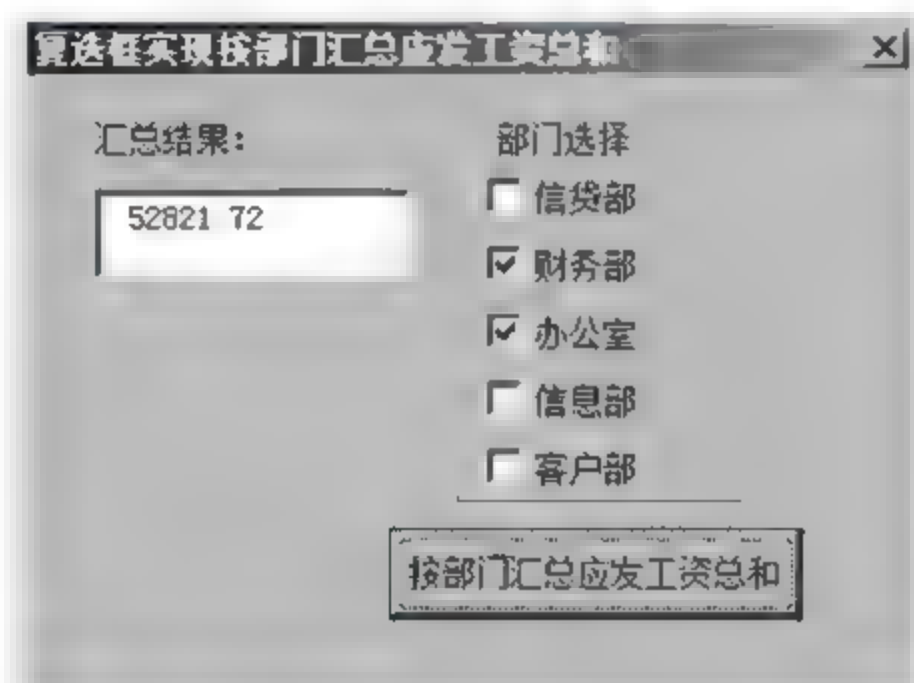 复选框实现按部门汇总应发工资总和
汇总结果:
52821 72
部门选择
信贷部
财务部
办公室
信息部
客户部
按部门汇总应发工资总和